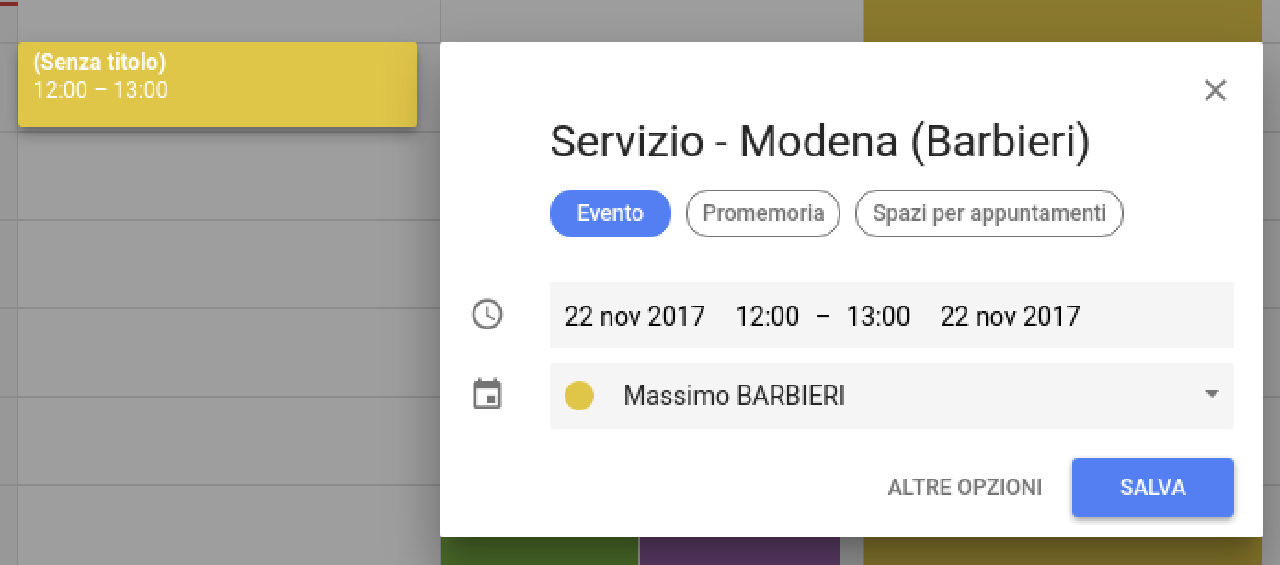 (Senza titolo)
12:00 – 13:00
Servizio - Modena (Barbieri)
Evento Promemoria Spazi per appuntamenti
22 nov 2017 12:00 – 13:00 22 nov 2017
Massimo BARBIERI
ALTRE OPZIONI SALVA